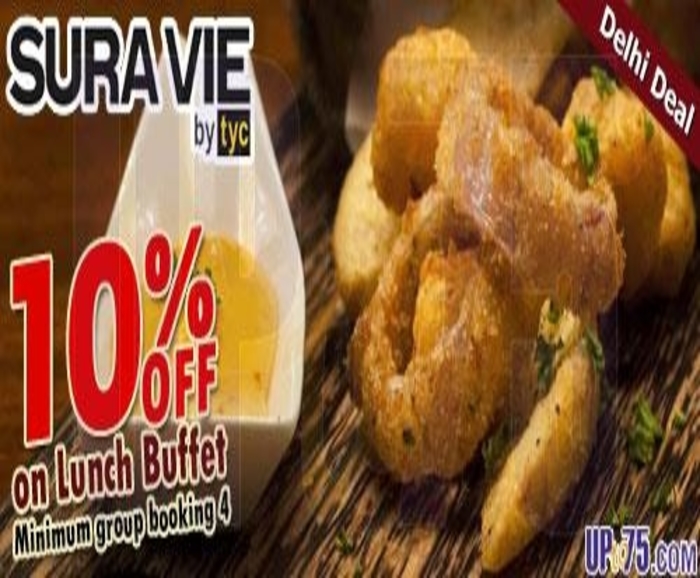 SURA VIE
by tyc
Delhi Deal
10%
OFF
on Lunch Buffet
Minimum group booking 4
UPto75.COM